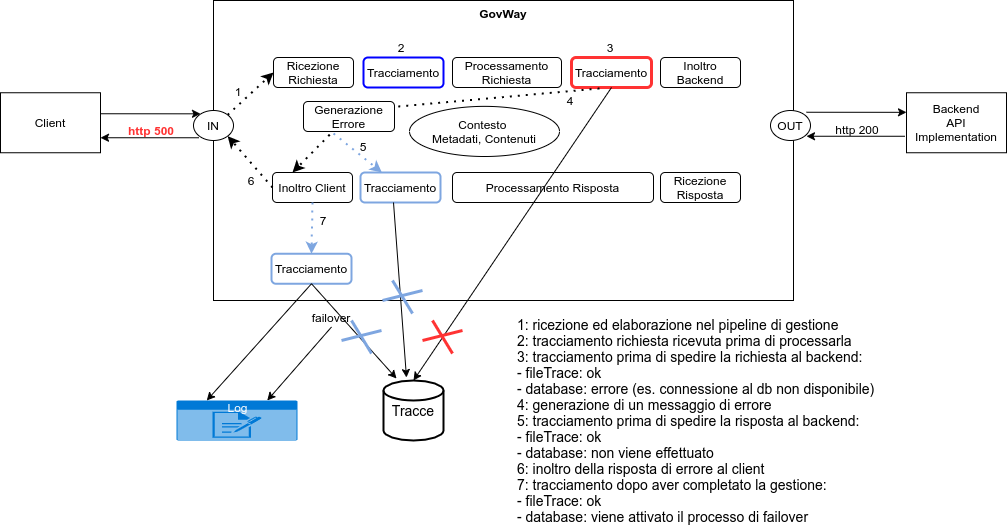 GovWay
2
3
Ricezione
Richiesta
Tracciamento
Processamento
Richiesta
Tracciamento
Inoltro
Backend
1
4
Client
http 500
IN
Generazione
Errore
Contesto
Metadati, Contenuti
OUT
http 200
Backend
API
Implementation
5
6
Inoltro Client
Tracciamento
Processamento Risposta
Ricezione
Risposta
7
Tracciamento
failover
Log
Tracce
1: ricezione ed elaborazione nel pipeline di gestione
2: tracciamento richiesta ricevuta prima di processarla
3: tracciamento prima di spedire la richiesta al backend:
- fileTrace: ok
- database: errore (es. connessione al db non disponibile)
4: generazione di un messaggio di errore
5: tracciamento prima di spedire la risposta al backend:
- fileTrace: ok
- database: non viene effettuato
6: inoltro della risposta di errore al client
7: tracciamento dopo aver completato la gestione:
- fileTrace: ok
- database: viene attivato il processo di failover